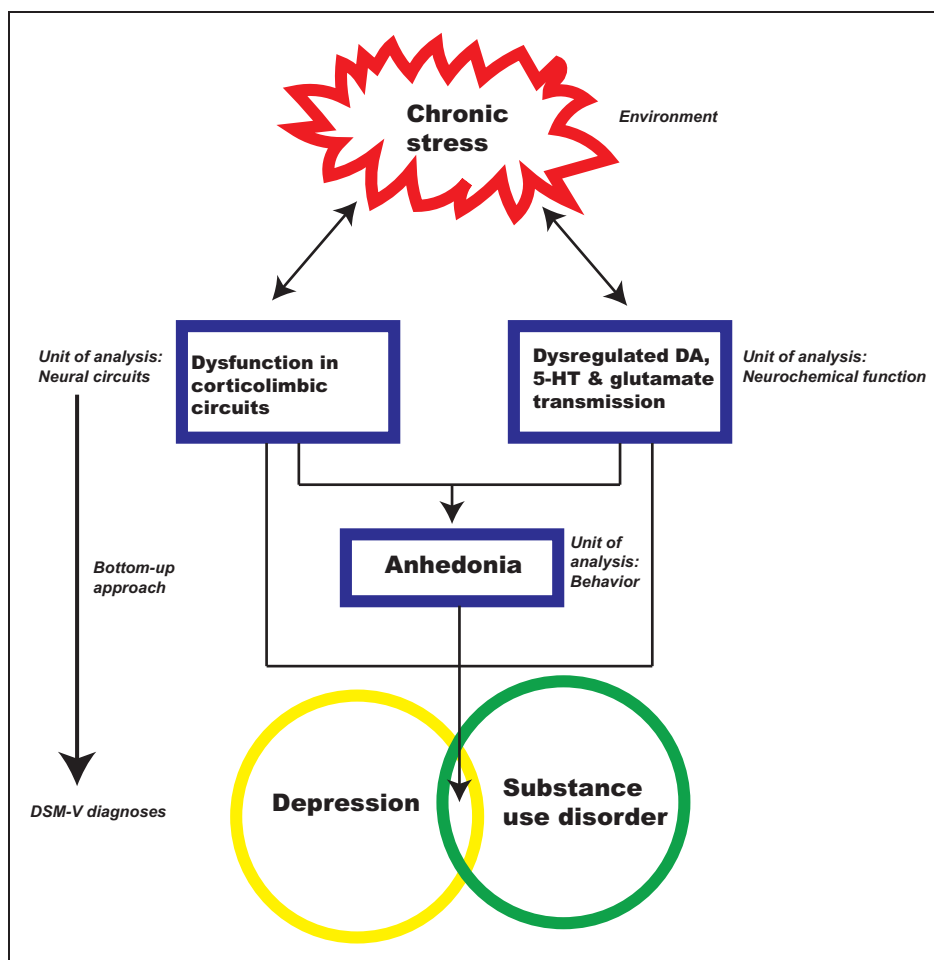 Chronic
stress
Environment
Unit of analysis:
Neural circuits
Dysfunction in
corticolimbic
circuits
Dysregulated DA,
5-HT & glutamate
transmission
Unit of analysis:
Neurochemical function
Anhedonia
Unit of
analysis:
Behavior
Bottom-up
approach
Depression
Substance
use disorder
DSM-V diagnoses